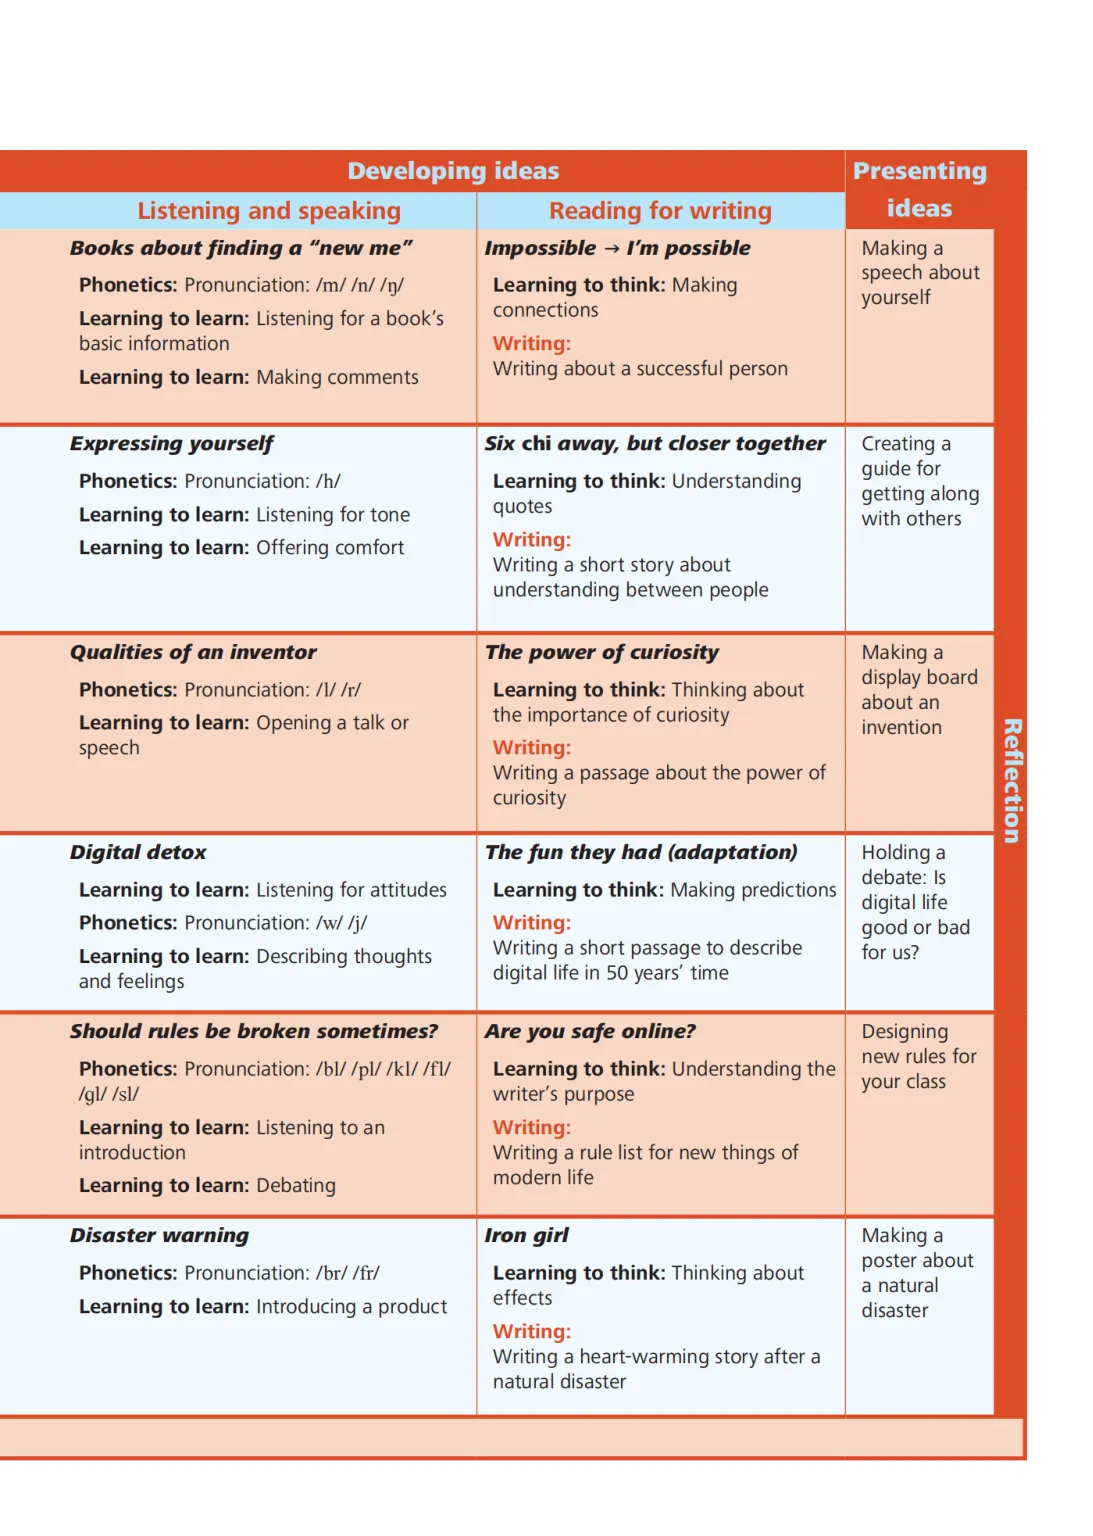 Developing ideas
Presenting
ideas
Listening and speaking
Reading for writing
Books about finding a “new me”
Phonetics: Pronunciation: /m/ /n/ /ŋ/
Learning to learn: Listening for a book’s
basic information
Learning to learn: Making comments
Impossible → I’m possible
Learning to think: Making
connections
Writing:
Writing about a successful person
Making a
speech about
yourself
Expressing yourself
Phonetics: Pronunciation: /h/
Learning to learn: Listening for tone
Learning to learn: Offering comfort
Six chi away, but closer together
Learning to think: Understanding
quotes
Writing:
Writing a short story about
understanding between people
Creating a
guide for
getting along
with others
Qualities of an inventor
Phonetics: Pronunciation: /l/ /r/
Learning to learn: Opening a talk or
speech
The power of curiosity
Learning to think: Thinking about
the importance of curiosity
Writing:
Writing a passage about the power of
curiosity
Making a
display board
about an
invention
Digital detox
Learning to learn: Listening for attitudes
Phonetics: Pronunciation: /w/ /j/
Learning to learn: Describing thoughts
and feelings
The fun they had (adaptation)
Learning to think: Making predictions
Writing:
Writing a short passage to describe
digital life in 50 years’ time
Holding a
debate: Is
digital life
good or bad
for us?
Should rules be broken sometimes?
Phonetics: Pronunciation: /bl/ /pl/ /kl/ /fl/
/gl/ /sl/
Learning to learn: Listening to an
introduction
Learning to learn: Debating
Are you safe online?
Learning to think: Understanding the
writer’s purpose
Writing:
Writing a rule list for new things of
modern life
Designing
new rules for
your class
Disaster warning
Phonetics: Pronunciation: /br/ /fr/
Learning to learn: Introducing a product
Iron girl
Learning to think: Thinking about
effects
Writing:
Writing a heart-warming story after a
natural disaster
Making a
poster about
a natural
disaster
Reflection